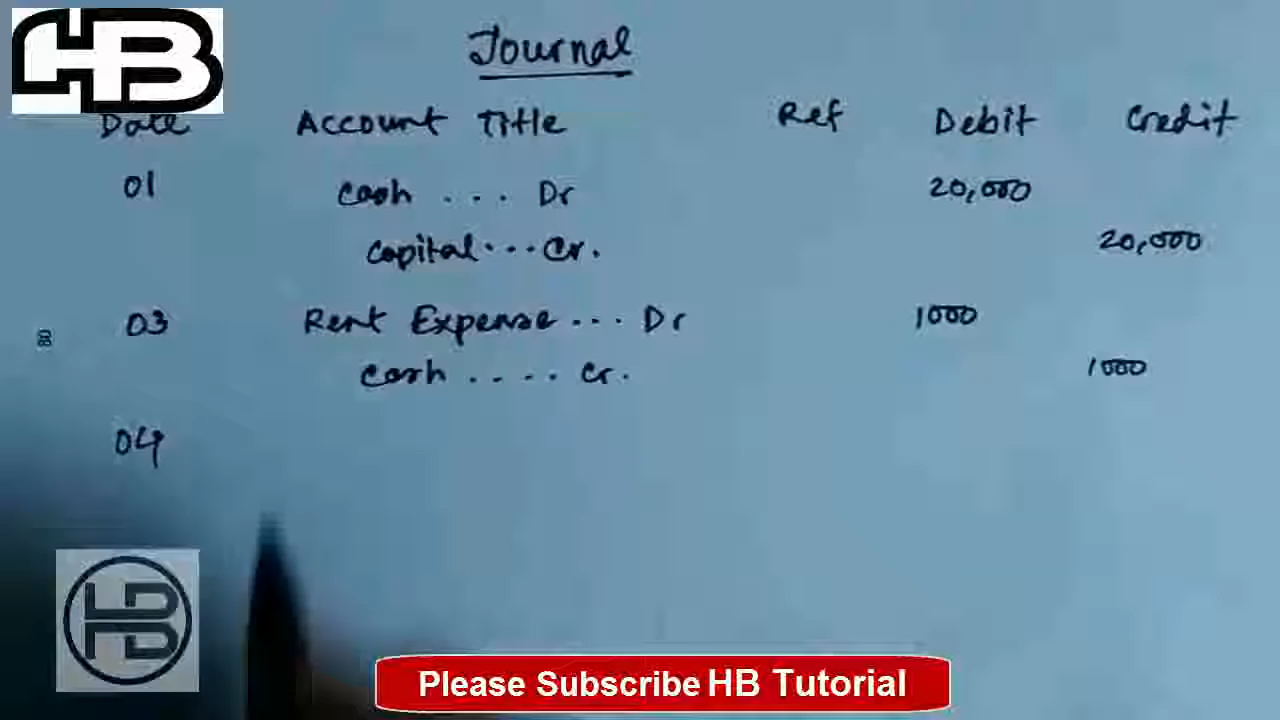 HB
Journal
Date Account Title Ref Debit Credit
01 Cash ... Dr 20,000
Capital ... Cr. 20,000
03 Rent Expense ... Dr 1000
Cash .... Cr. 1000
04
HB
Please Subscribe HB Tutorial